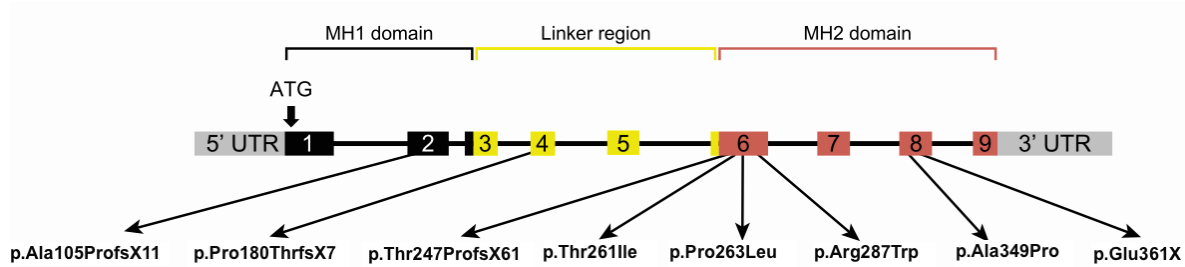 MH1 domain Linker region MH2 domain
ATG
5’ UTR 1 2 3 4 5 6 7 8 9 3’ UTR
p.Ala105ProfsX11 p.Pro180ThrfsX7 p.Thr247ProfsX61 p.Thr261Ile p.Pro263Leu p.Arg287Trp p.Ala349Pro p.Glu361X